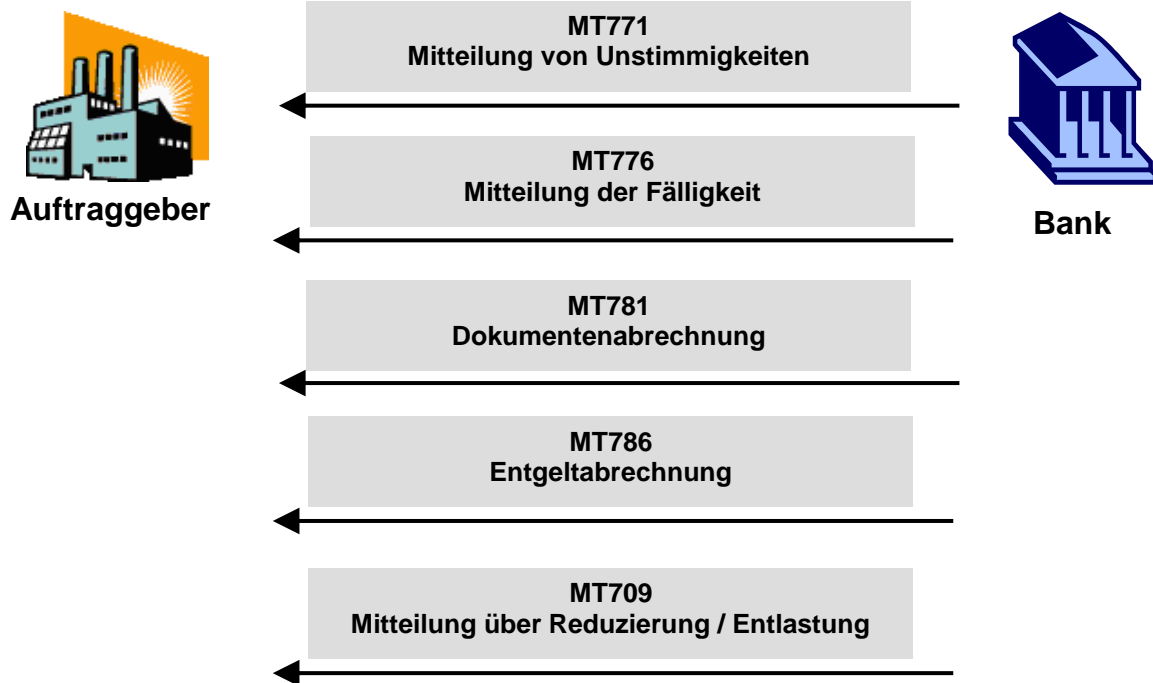 MT771
Mitteilung von Unstimmigkeiten
MT776
Mitteilung der Fälligkeit
Auftraggeber
Bank
MT781
Dokumentenabrechnung
MT786
Entgeltabrechnung
MT709
Mitteilung über Reduzierung / Entlastung